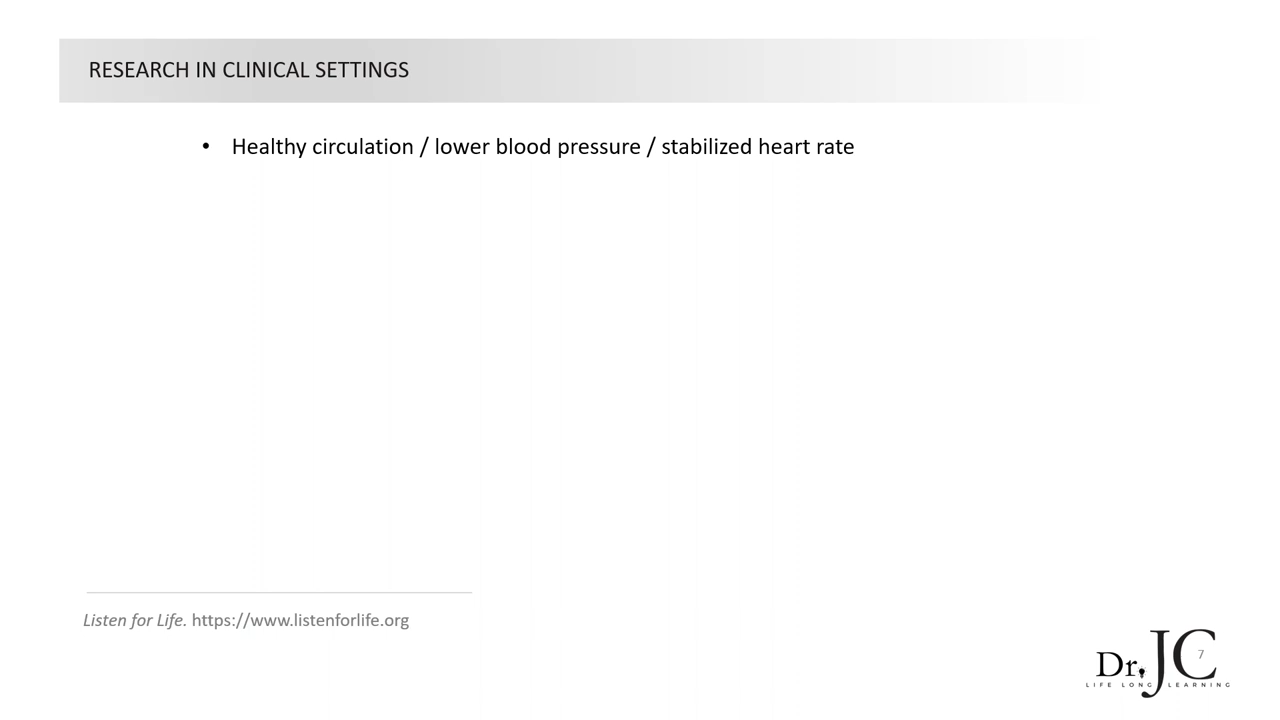 RESEARCH IN CLINICAL SETTINGS
• Healthy circulation / lower blood pressure / stabilized heart rate
Listen for Life. https://www.listenforlife.org
Dr. JC
7
LIFE LONG LEARNING